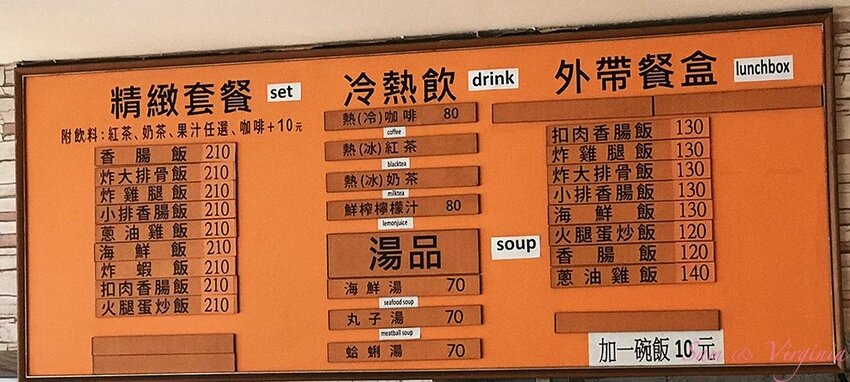 精緻套餐 set
附飲料:紅茶、奶茶、果汁任選、咖啡+10元
香腸飯 210
炸大排骨飯 210
炸雞腿飯 210
小排香腸飯 210
蔥油雞飯 210
海鮮飯 210
炸蝦飯 210
扣肉香腸飯 210
火腿蛋炒飯 210
冷熱飲 drink
熱(冷)咖啡 80
coffee
熱(冰)紅茶
blacktea
熱(冰)奶茶
milktea
鮮榨檸檬汁 80
lemonjuice
湯品 soup
海鮮湯 70
seafood soup
丸子湯 70
meatball soup
蛤蜊湯 70
外帶餐盒 lunchbox
扣肉香腸飯 130
炸雞腿飯 130
炸大排骨飯 130
小排香腸飯 130
海鮮飯 130
火腿蛋炒飯 120
香腸飯 120
蔥油雞飯 140
加一碗飯10元
& Virginia